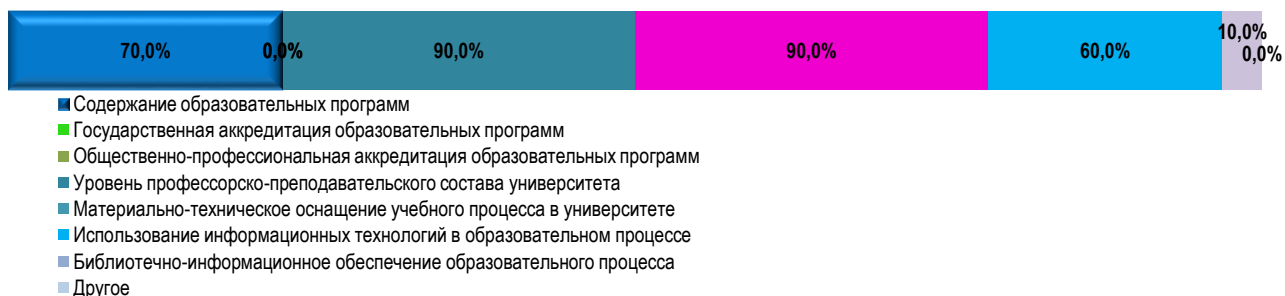 70,0%
0,0%
90,0%
90,0%
60,0%
10,0%
0,0%
Содержание образовательных программ
Государственная аккредитация образовательных программ
Общественно-профессиональная аккредитация образовательных программ
Уровень профессорско-преподавательского состава университета
Материально-техническое оснащение учебного процесса в университете
Использование информационных технологий в образовательном процессе
Библиотечно-информационное обеспечение образовательного процесса
Другое